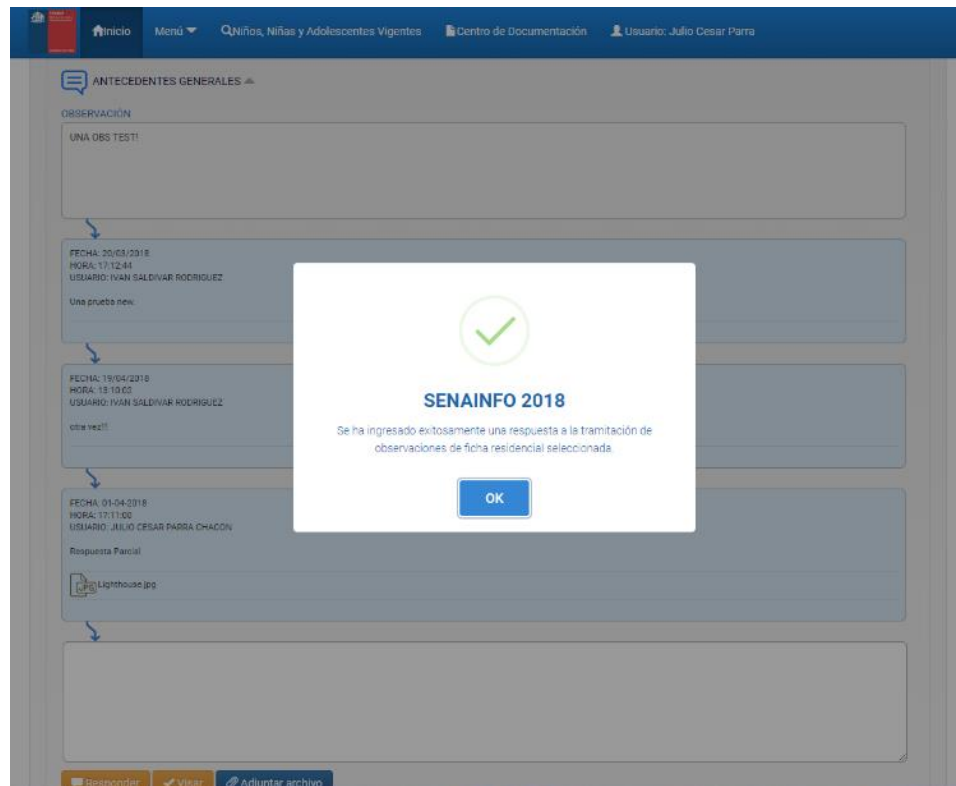 Inicio Menú Niños, Niñas y Adolescentes Vigentes Centro de Documentación Usuario: Julio Cesar Parra
ANTECEDENTES GENERALES
OBSERVACIÓN
UNA OBS TEST!
FECHA: 20/03/2018
HORA: 17:12:44
USUARIO: IVAN SALDIVAR RODRIGUEZ
Una prueba new.
FECHA: 19/04/2018
HORA: 13:10:02
USUARIO: IVAN SALDIVAR RODRIGUEZ
otra vez!!!
FECHA: 01-04-2018
HORA: 17:11:00
USUARIO: JULIO CESAR PARRA CHACON
Respuesta Parcial
JPG Lighthouse.jpg
SENAINFO 2018
Se ha ingresado exitosamente una respuesta a la tramitación de
observaciones de ficha residencial seleccionada.
OK
Responder Visar Adjuntar archivo